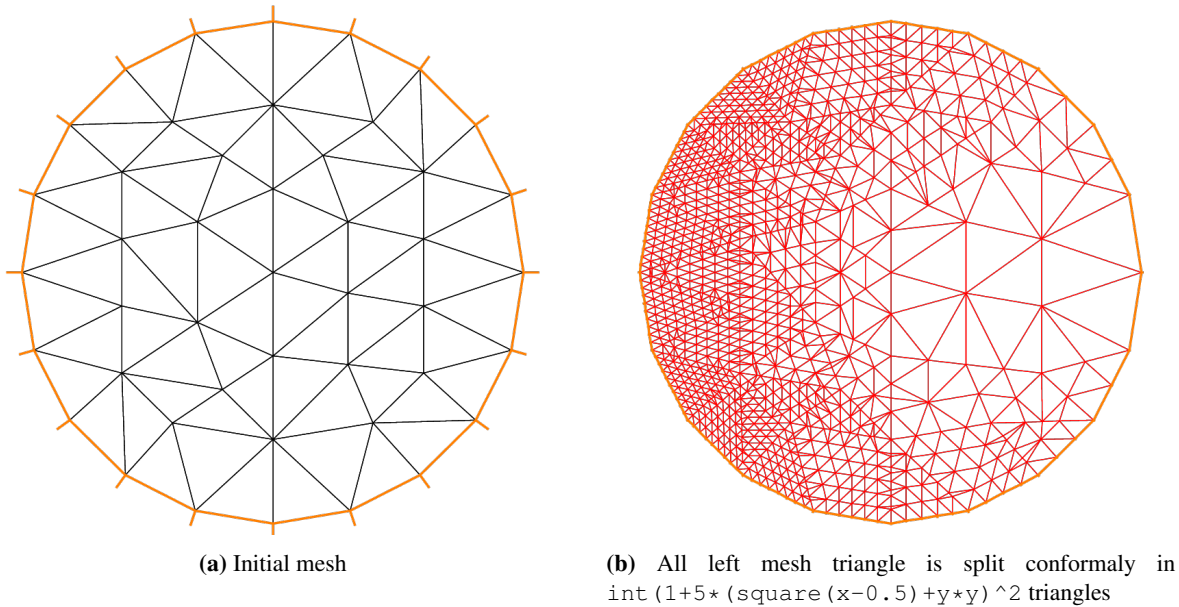 (a) Initial mesh
(b) All left mesh triangle is split conformaly in
int(1+5*(square(x-0.5)+y*y)^2 triangles